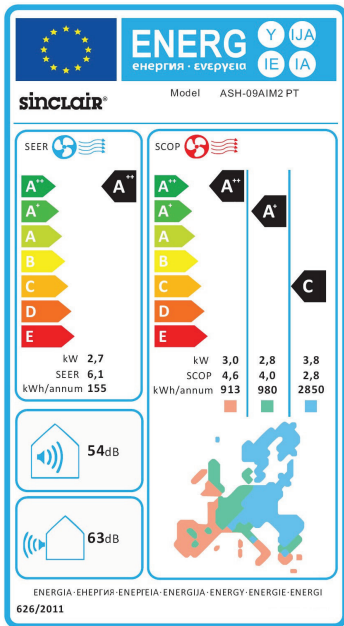 ENERG
енергия · ενεργεια
Y IJA
IE IA
sinclair®
Model ASH-09AIM2 PT
SEER
A++
A++
A+
A
B
C
D
E
kW 2,7
SEER 6,1
kWh/annum 155
SCOP
A++
A++
A+
A+
A
B
C
C
D
E
kW 3,0 2,8 3,8
SCOP 4,6 4,0 2,8
kWh/annum 913 980 2850
54dB
63dB
ENERGIA·ЕНЕРГИЯ·ΕΝΕΡΓΕΙΑ·ENERGIJA·ENERGY·ENERGIE·ENERGI
626/2011